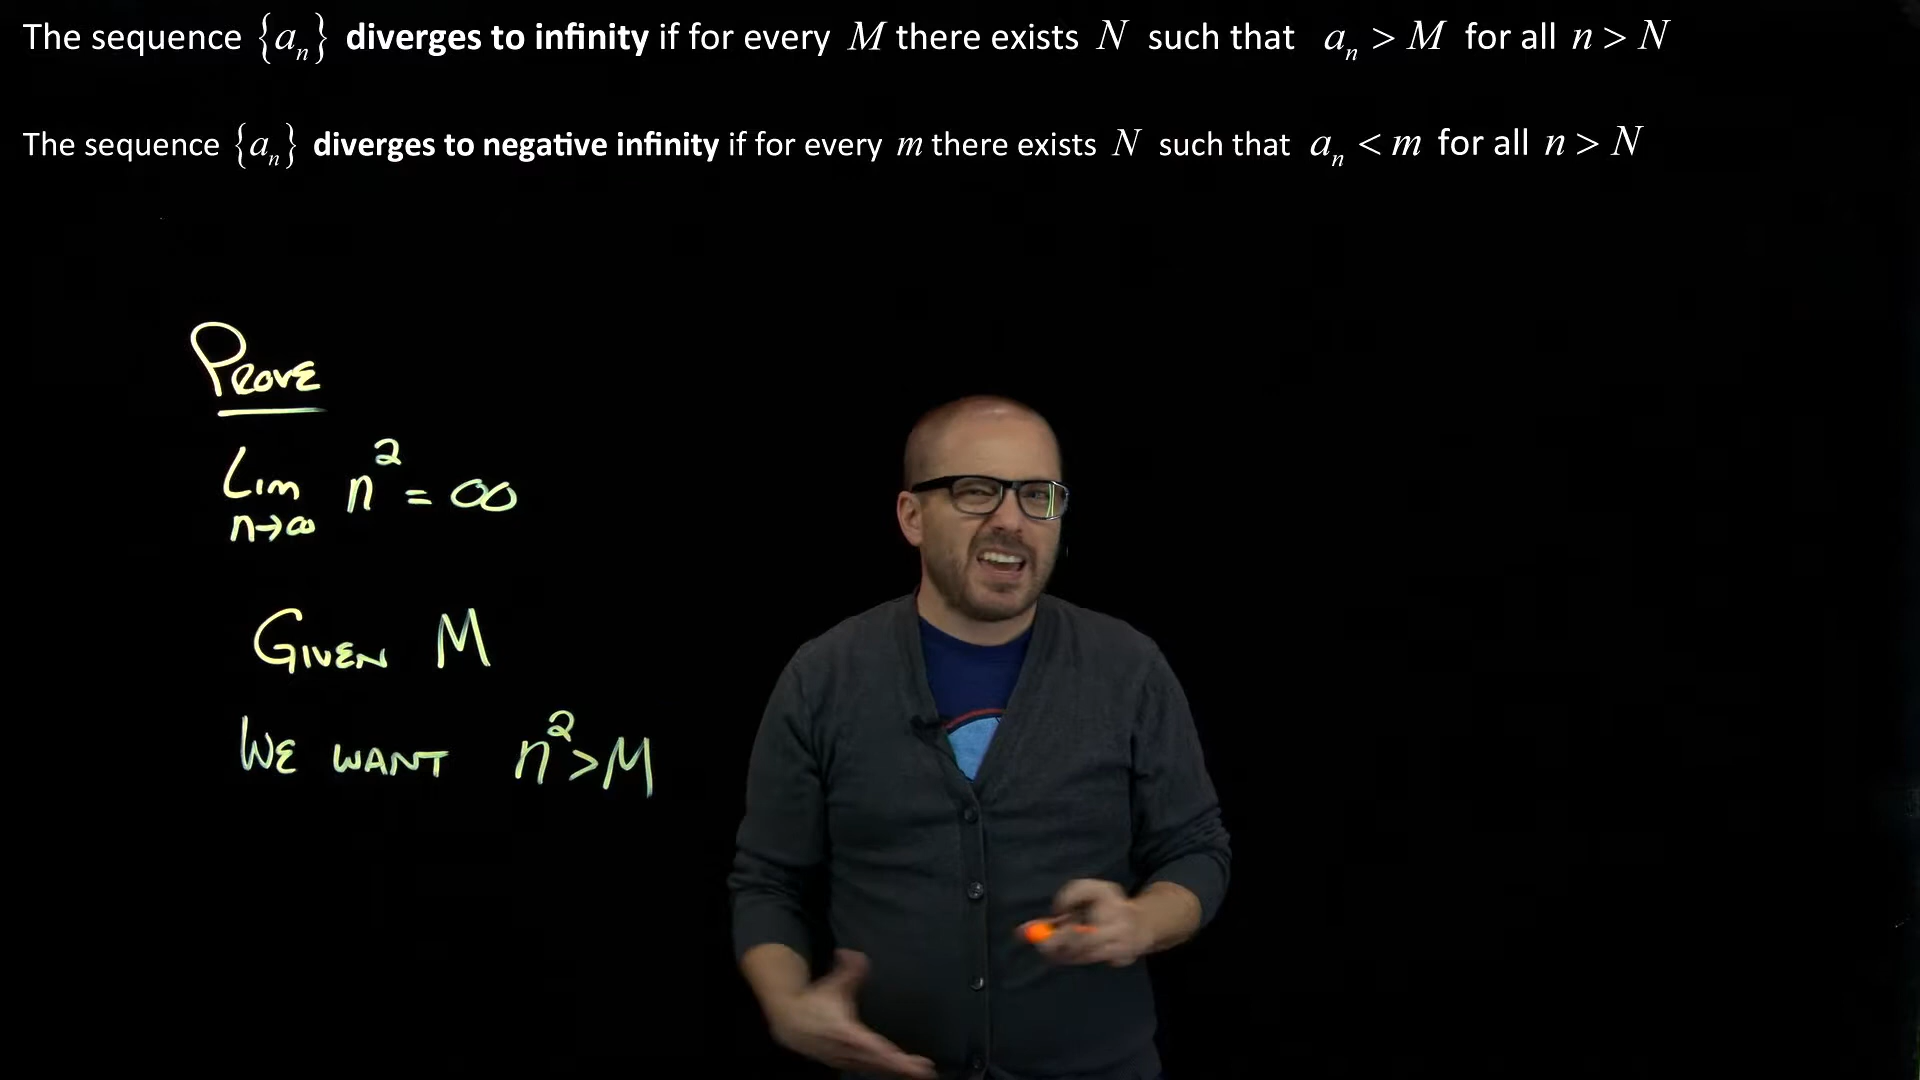 The sequence {aₙ} diverges to infinity if for every M there exists N such that aₙ > M for all n > N
The sequence {aₙ} diverges to negative infinity if for every m there exists N such that aₙ < m for all n > N
PROVE
LIM n² = ∞
n→∞
GIVEN M
WE WANT n² > M